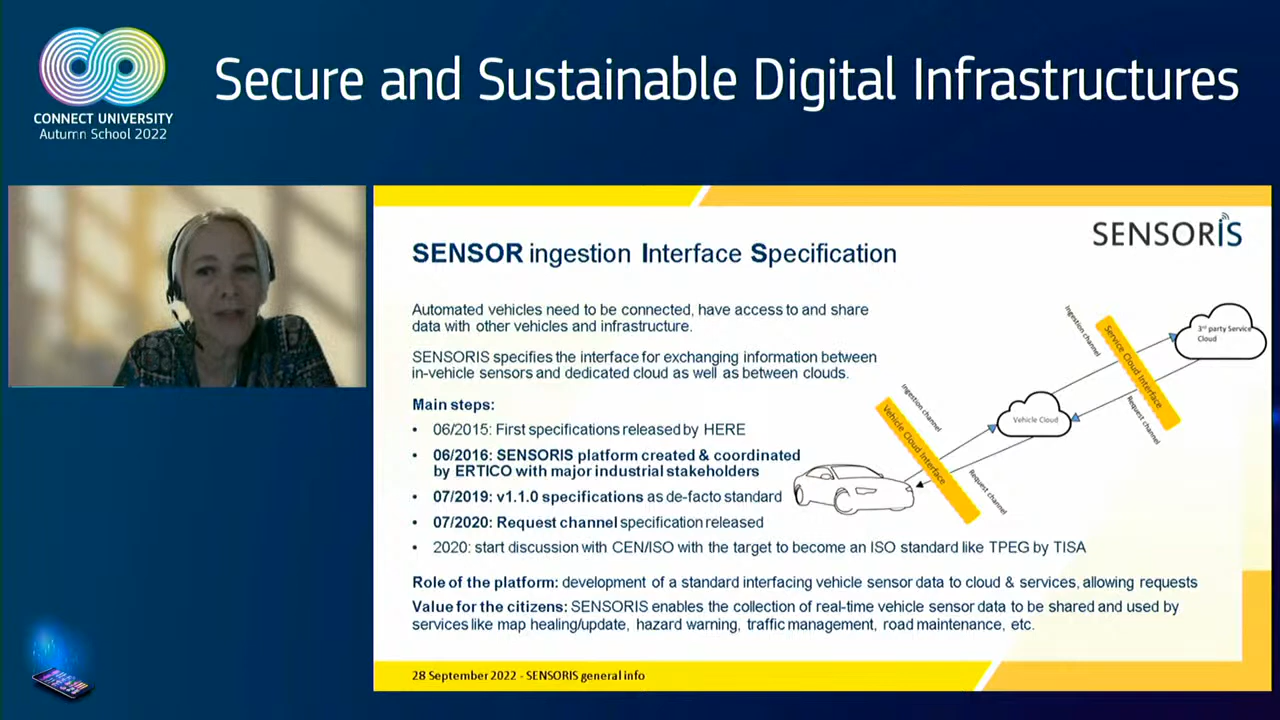 CONNECT UNIVERSITY
Autumn School 2022
Secure and Sustainable Digital Infrastructures
SENSORIS
SENSOR ingestion Interface Specification
Automated vehicles need to be connected, have access to and share
data with other vehicles and infrastructure.
SENSORIS specifies the interface for exchanging information between
in-vehicle sensors and dedicated cloud as well as between clouds.
Main steps:
• 06/2015: First specifications released by HERE
• 06/2016: SENSORIS platform created & coordinated
by ERTICO with major industrial stakeholders
• 07/2019: v1.1.0 specifications as de-facto standard
• 07/2020: Request channel specification released
• 2020: start discussion with CEN/ISO with the target to become an ISO standard like TPEG by TISA
Ingestion channel
Vehicle Cloud Interface
Request channel
Vehicle Cloud
Ingestion channel
Service Cloud Interface
Request channel
3rd party Service
Cloud
Role of the platform: development of a standard interfacing vehicle sensor data to cloud & services, allowing requests
Value for the citizens: SENSORIS enables the collection of real-time vehicle sensor data to be shared and used by
services like map healing/update, hazard warning, traffic management, road maintenance, etc.
28 September 2022 - SENSORIS general info